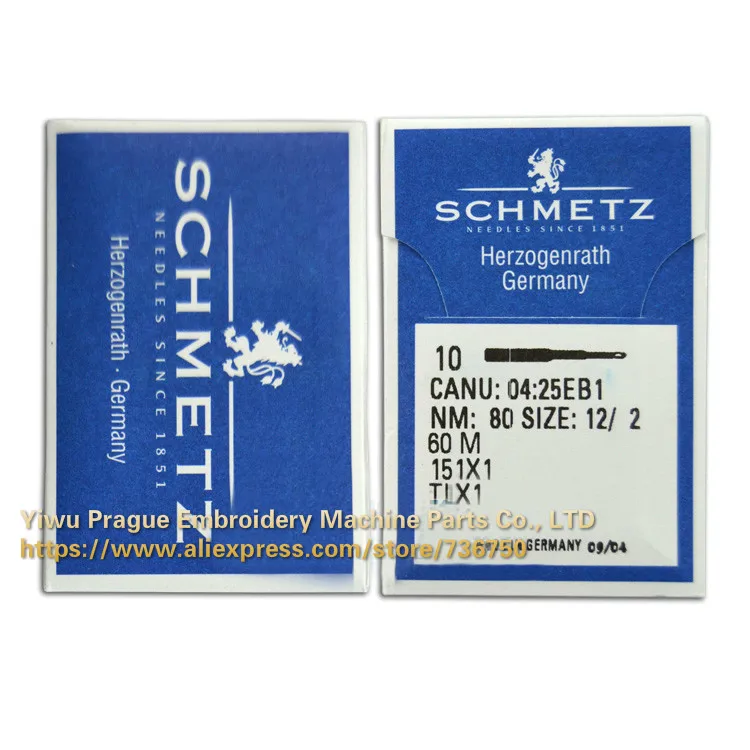 SCHMETZ
NEEDLES SINCE 1851
Herzogenrath · Germany
SCHMETZ
NEEDLES SINCE 1851
Herzogenrath
Germany
10
CANU: 04:25EB1
NM: 80 SIZE: 12/ 2
60 M
151X1
TLX1
GERMANY 09/04
Yiwu Prague Embroidery Machine Parts Co., LTD
https://www.aliexpress.com/store/736750